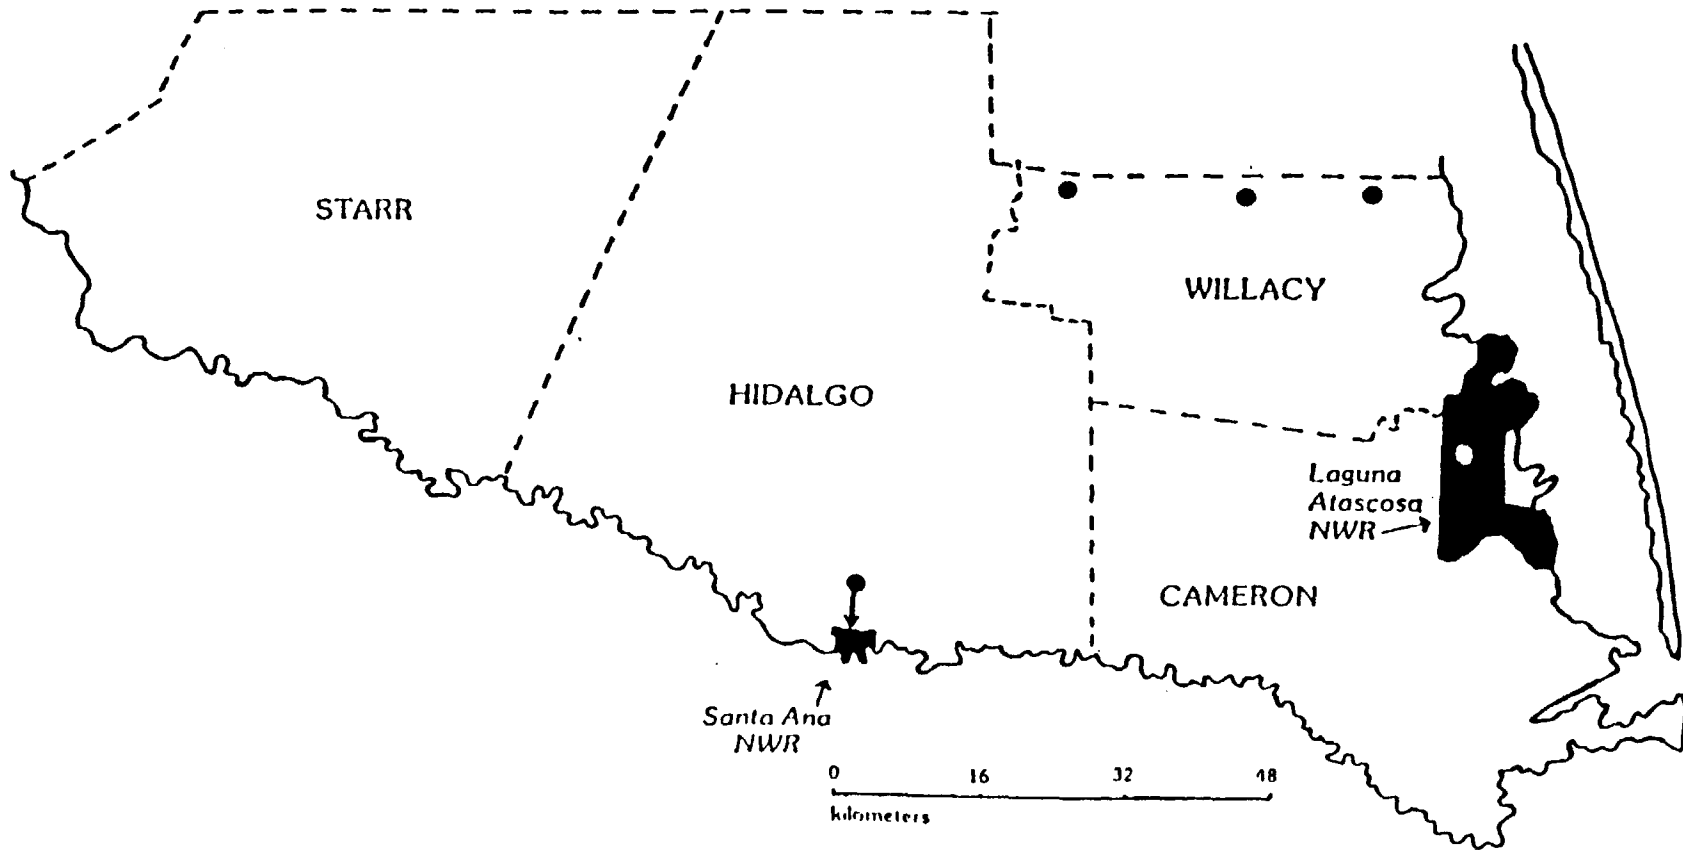 STARR
WILLACY
HIDALGO
Laguna
Atascosa
NWR
CAMERON
Santa Ana
NWR
0 16 32 48
kilometers